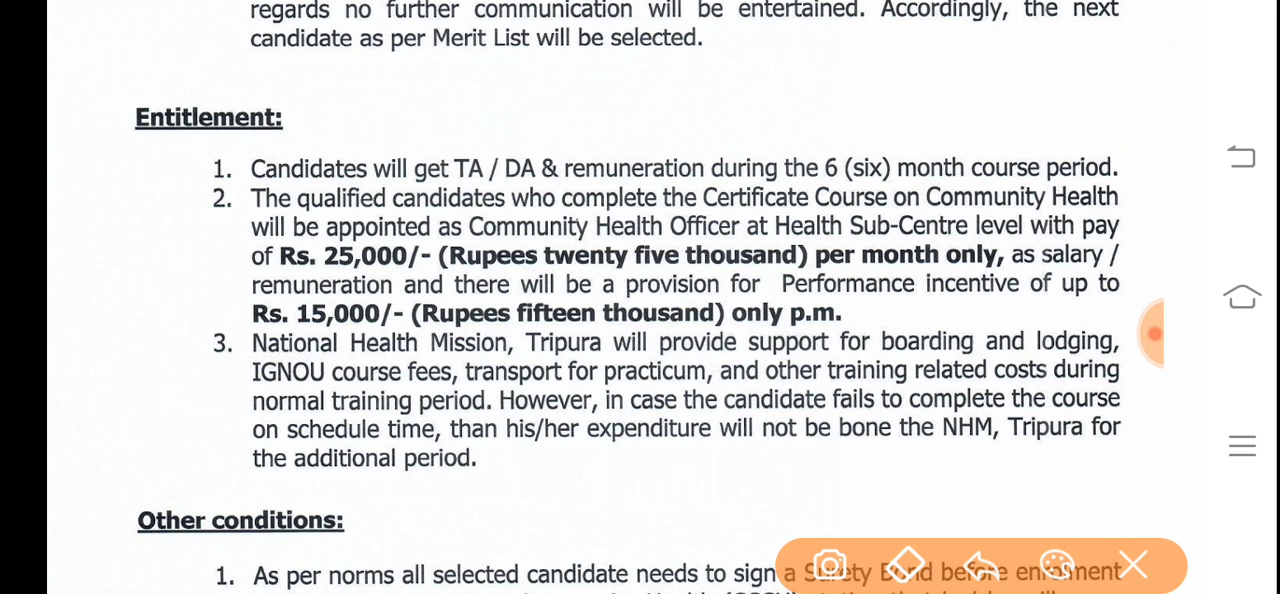 regards no further communication will be entertained. Accordingly, the next
candidate as per Merit List will be selected.
Entitlement:
1. Candidates will get TA / DA & remuneration during the 6 (six) month course period.
2. The qualified candidates who complete the Certificate Course on Community Health
will be appointed as Community Health Officer at Health Sub-Centre level with pay
of Rs. 25,000/- (Rupees twenty five thousand) per month only, as salary /
remuneration and there will be a provision for Performance incentive of up to
Rs. 15,000/- (Rupees fifteen thousand) only p.m.
3. National Health Mission, Tripura will provide support for boarding and lodging,
IGNOU course fees, transport for practicum, and other training related costs during
normal training period. However, in case the candidate fails to complete the course
on schedule time, than his/her expenditure will not be bone the NHM, Tripura for
the additional period.
Other conditions:
1. As per norms all selected candidate needs to sign a Surety Bond before enrolment